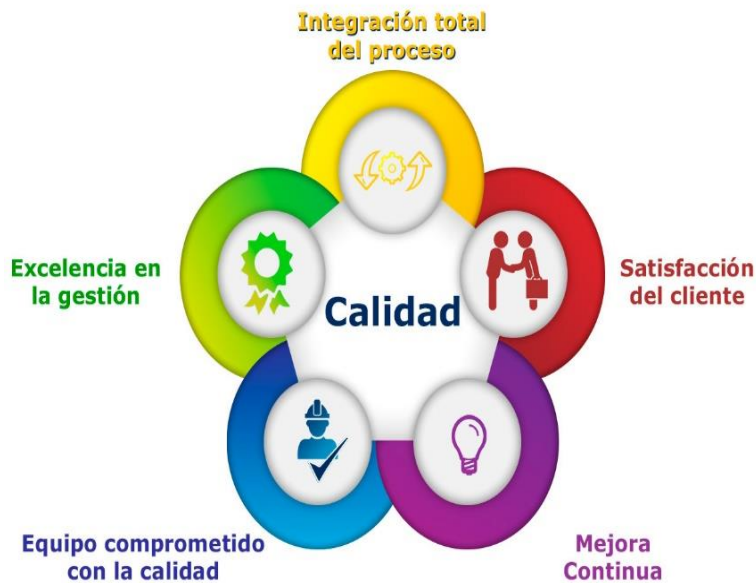 Integración total
del proceso
Excelencia en
la gestión
Calidad
Satisfacción
del cliente
Equipo comprometido
con la calidad
Mejora
Continua